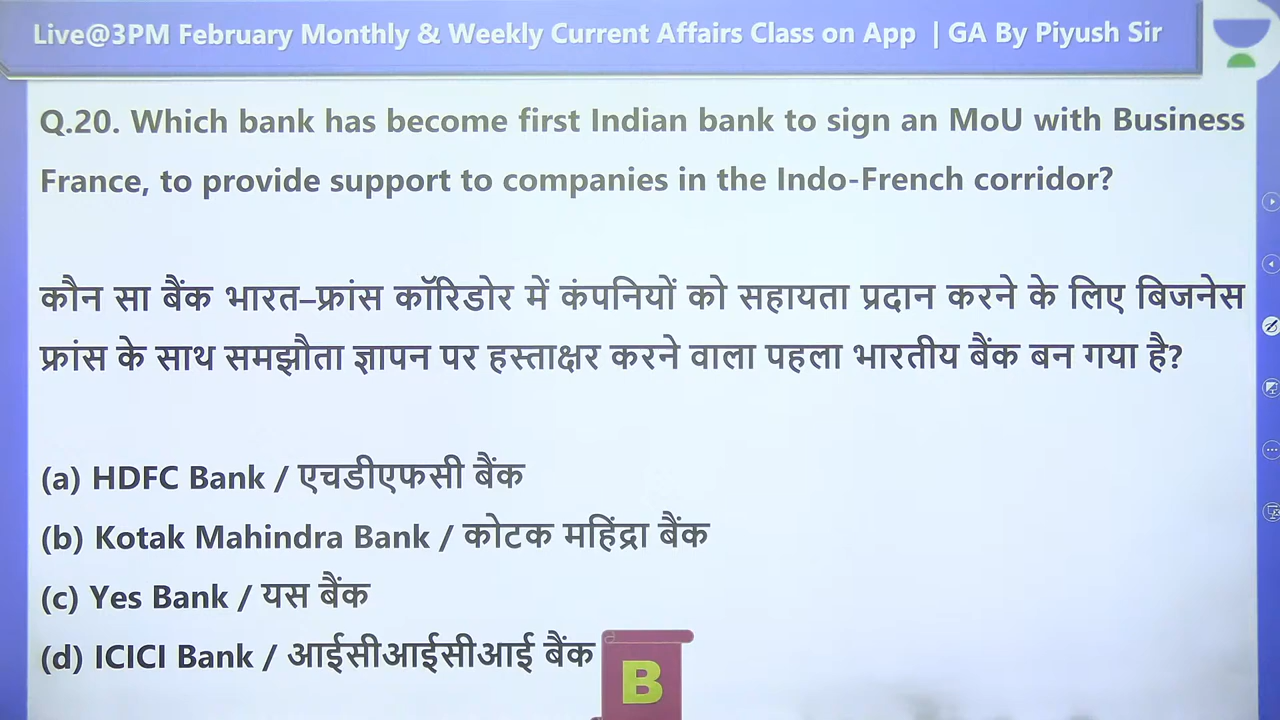 Live@3PM February Monthly & Weekly Current Affairs Class on App | GA By Piyush Sir
Q.20. Which bank has become first Indian bank to sign an MoU with Business
France, to provide support to companies in the Indo-French corridor?
कौन सा बैंक भारत–फ्रांस कॉरिडोर में कंपनियों को सहायता प्रदान करने के लिए बिजनेस
फ्रांस के साथ समझौता ज्ञापन पर हस्ताक्षर करने वाला पहला भारतीय बैंक बन गया है?
(a) HDFC Bank / एचडीएफसी बैंक
(b) Kotak Mahindra Bank / कोटक महिंद्रा बैंक
(c) Yes Bank / यस बैंक
(d) ICICI Bank / आईसीआईसीआई बैंक
B